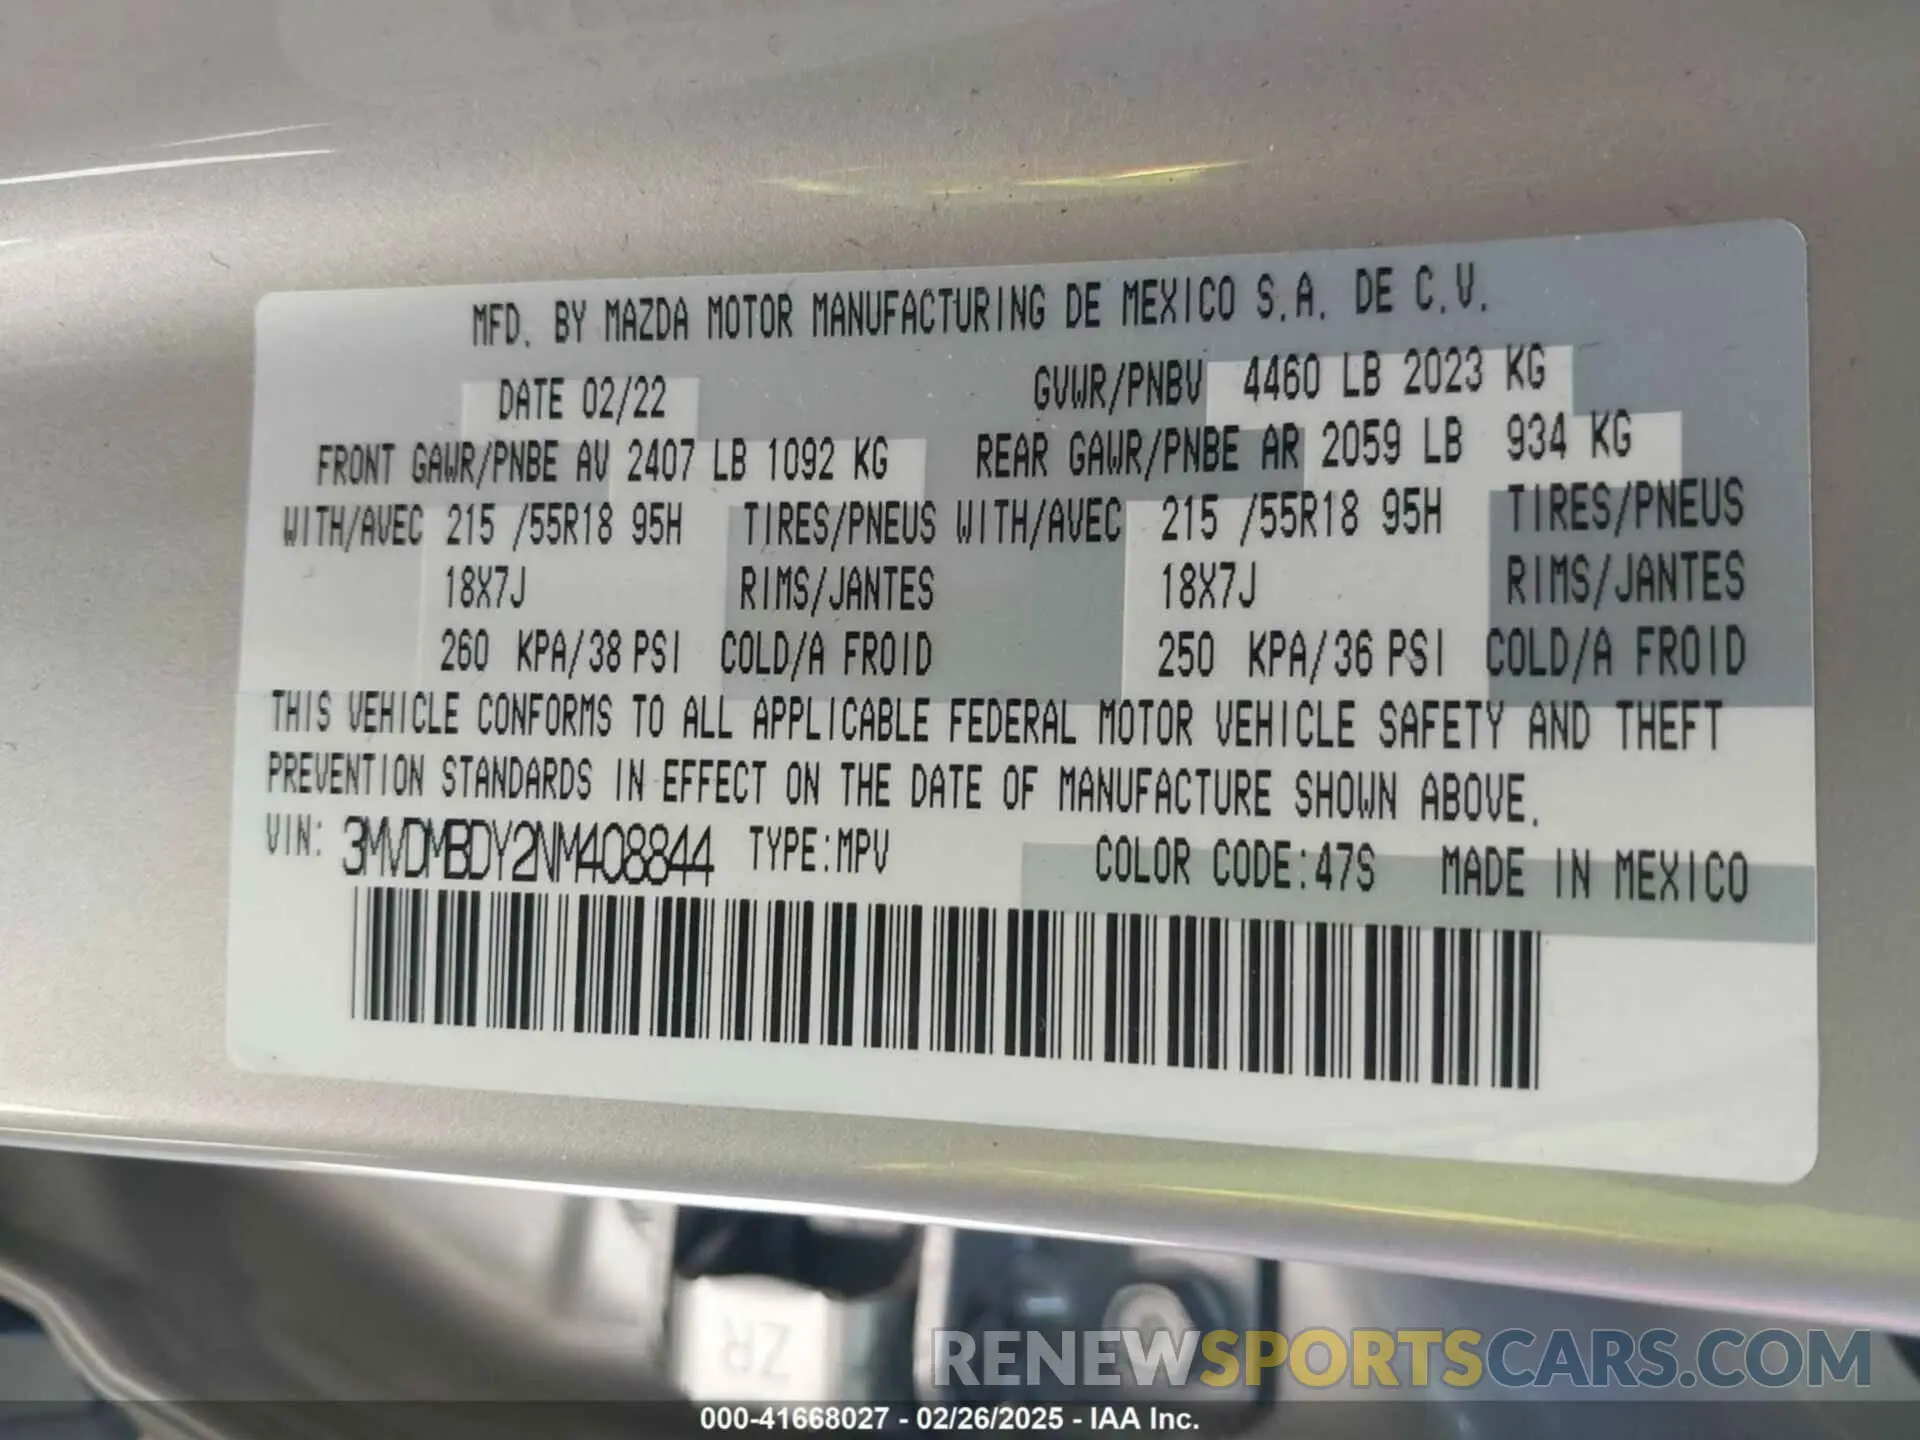 MFD. BY MAZDA MOTOR MANUFACTURING DE MEXICO S.A. DE C.V.
DATE 02/22 GVWR/PNBV 4460 LB 2023 KG
FRONT GAWR/PNBE AV 2407 LB 1092 KG REAR GAWR/PNBE AR 2059 LB 934 KG
WITH/AVEC 215 /55R18 95H TIRES/PNEUS WITH/AVEC 215 /55R18 95H TIRES/PNEUS
18X7J RIMS/JANTES 18X7J RIMS/JANTES
260 KPA/38 PSI COLD/A FROID 250 KPA/36 PSI COLD/A FROID
THIS VEHICLE CONFORMS TO ALL APPLICABLE FEDERAL MOTOR VEHICLE SAFETY AND THEFT
PREVENTION STANDARDS IN EFFECT ON THE DATE OF MANUFACTURE SHOWN ABOVE.
VIN: 3MVDMBDY2NM408844 TYPE:MPV COLOR CODE:47S MADE IN MEXICO
ZR
RENEWSPORTSCARS.COM
000-41668027 - 02/26/2025 - IAA Inc.